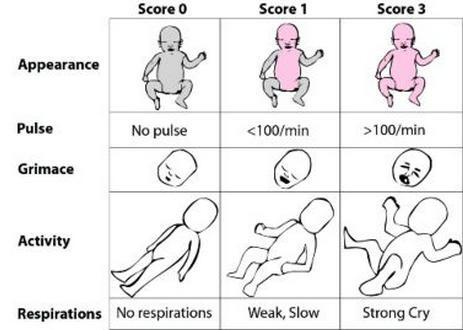 Score 0 Score 1 Score 3
Appearance
Pulse No pulse <100/min >100/min
Grimace
Activity
Respirations No respirations Weak, Slow Strong Cry